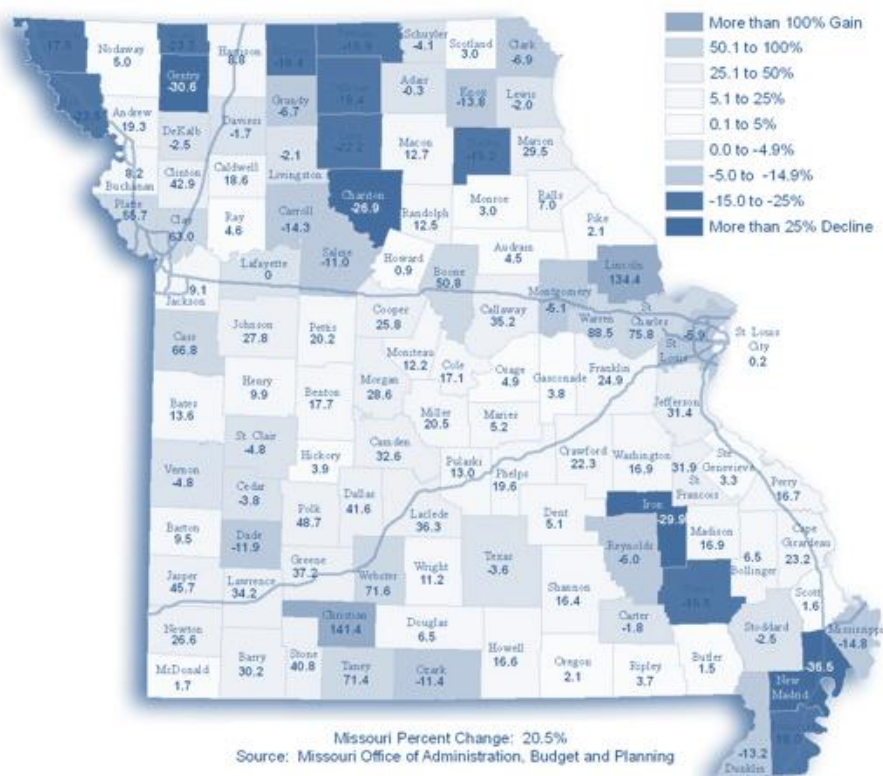 More than 100% Gain
50.1 to 100%
25.1 to 50%
5.1 to 25%
0.1 to 5%
0.0 to -4.9%
-5.0 to -14.9%
-15.0 to -25%
More than 25% Decline
Nodaway
5.0
Harrison
8.8
Schuyler
-4.1
Scotland
3.0
Clark
-6.9
Gentry
-30.6
Andrew
19.3
DeKalb
-2.5
Daviess
-1.7
Grundy
-6.7
Adair
-0.3
Knox
-13.8
Lewis
-2.0
8.2
Buchanan
Clinton
42.9
Caldwell
18.6
-2.1
Livingston
Macon
12.7
Marion
29.5
Platte
55.7
Clay
63.0
Ray
4.6
Carroll
-14.3
Chariton
-26.9
Randolph
12.5
Monroe
3.0
Ralls
7.0
Pike
2.1
9.1
Jackson
Lafayette
0
Saline
-11.0
Howard
0.9
Boone
50.8
Audrain
4.5
Montgomery
Lincoln
134.4
Cass
66.8
Johnson
27.8
Pettis
20.2
Cooper
25.8
Moniteau
12.2
Cole
17.1
Callaway
35.2
Osage
4.9
Gasconade
3.8
Warren
88.5
St
Charles
75.8
-5.9
St
Louis
St Louis
City
0.2
Franklin
24.9
Jefferson
31.4
Bates
13.6
Henry
9.9
Benton
17.7
Morgan
28.6
Miller
20.5
Maries
5.2
Vernon
-4.8
St Clair
-4.8
Hickory
3.9
Camden
32.6
Pulaski
13.0
Phelps
19.6
Crawford
22.3
Washington
16.9
31.9
St
Francois
Ste
Genevieve
3.3
Perry
16.7
Cedar
-3.8
Barton
9.5
Dade
-11.9
Polk
48.7
Dallas
41.6
Laclede
36.3
Dent
5.1
Iron
-29.9
Reynolds
-6.0
Madison
16.9
6.5
Bollinger
Cape
Girardeau
23.2
Jasper
45.7
Lawrence
34.2
Greene
37.2
Webster
71.6
Wright
11.2
Texas
-3.6
Shannon
16.4
Carter
-1.8
Scott
1.6
Newton
26.6
Christian
141.4
Douglas
6.5
Howell
16.6
Stoddard
-2.5
Mississippi
-14.8
McDonald
1.7
Barry
30.2
Stone
40.8
Taney
71.4
Ozark
-11.4
Oregon
2.1
Ripley
3.7
Butler
1.5
-36.5
New
Madrid
-13.2
Dunklin
Missouri Percent Change: 20.5%
Source: Missouri Office of Administration, Budget and Planning